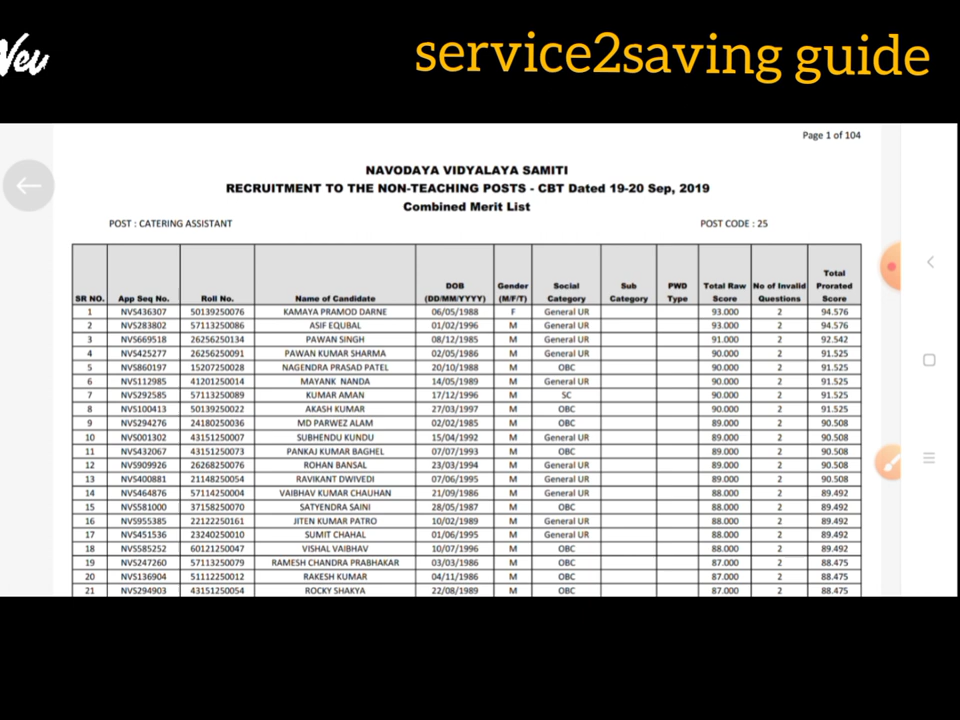 Nev
service2saving guide
Page 1 of 104
NAVODAYA VIDYALAYA SAMITI
RECRUITMENT TO THE NON-TEACHING POSTS - CBT Dated 19-20 Sep, 2019
Combined Merit List
POST : CATERING ASSISTANT POST CODE : 25
SR NO. App Seq No. Roll No. Name of Candidate DOB (DD/MM/YYYY) Gender (M/F/T) Social Category Sub Category PWD Type Total Raw Score No of Invalid Questions Total Prorated Score
1 NVS436307 50139250076 KAMAYA PRAMOD DARNE 06/05/1988 F General UR 93.000 2 94.576
2 NVS283802 57113250086 ASIF EQUBAL 01/02/1996 M General UR 93.000 2 94.576
3 NVS669518 26256250134 PAWAN SINGH 08/12/1985 M General UR 91.000 2 92.542
4 NVS425277 26256250091 PAWAN KUMAR SHARMA 02/05/1986 M General UR 90.000 2 91.525
5 NVS860197 15207250028 NAGENDRA PRASAD PATEL 20/10/1988 M OBC 90.000 2 91.525
6 NVS112985 41201250014 MAYANK NANDA 14/05/1989 M General UR 90.000 2 91.525
7 NVS292585 57113250089 KUMAR AMAN 17/12/1996 M SC 90.000 2 91.525
8 NVS100413 50139250022 AKASH KUMAR 27/03/1997 M OBC 90.000 2 91.525
9 NVS294276 24180250036 MD PARWEZ ALAM 02/02/1985 M OBC 89.000 2 90.508
10 NVS001302 43151250007 SUBHENDU KUNDU 15/04/1992 M General UR 89.000 2 90.508
11 NVS432067 43151250073 PANKAJ KUMAR BAGHEL 07/07/1993 M OBC 89.000 2 90.508
12 NVS909926 26268250076 ROHAN BANSAL 23/03/1994 M General UR 89.000 2 90.508
13 NVS400881 21148250054 RAVIKANT DWIVEDI 07/06/1995 M General UR 89.000 2 90.508
14 NVS464876 57114250004 VAIBHAV KUMAR CHAUHAN 21/09/1986 M General UR 88.000 2 89.492
15 NVS581000 37158250070 SATYENDRA SAINI 28/05/1987 M OBC 88.000 2 89.492
16 NVS955385 22122250161 JITEN KUMAR PATRO 10/02/1989 M General UR 88.000 2 89.492
17 NVS451536 23240250010 SUMIT CHAHAL 01/06/1995 M General UR 88.000 2 89.492
18 NVS585252 60121250047 VISHAL VAIBHAV 10/07/1996 M OBC 88.000 2 89.492
19 NVS247260 57113250079 RAMESH CHANDRA PRABHAKAR 03/03/1986 M OBC 87.000 2 88.475
20 NVS136904 51112250012 RAKESH KUMAR 04/11/1986 M OBC 87.000 2 88.475
21 NVS294903 43151250054 ROCKY SHAKYA 22/08/1989 M OBC 87.000 2 88.475